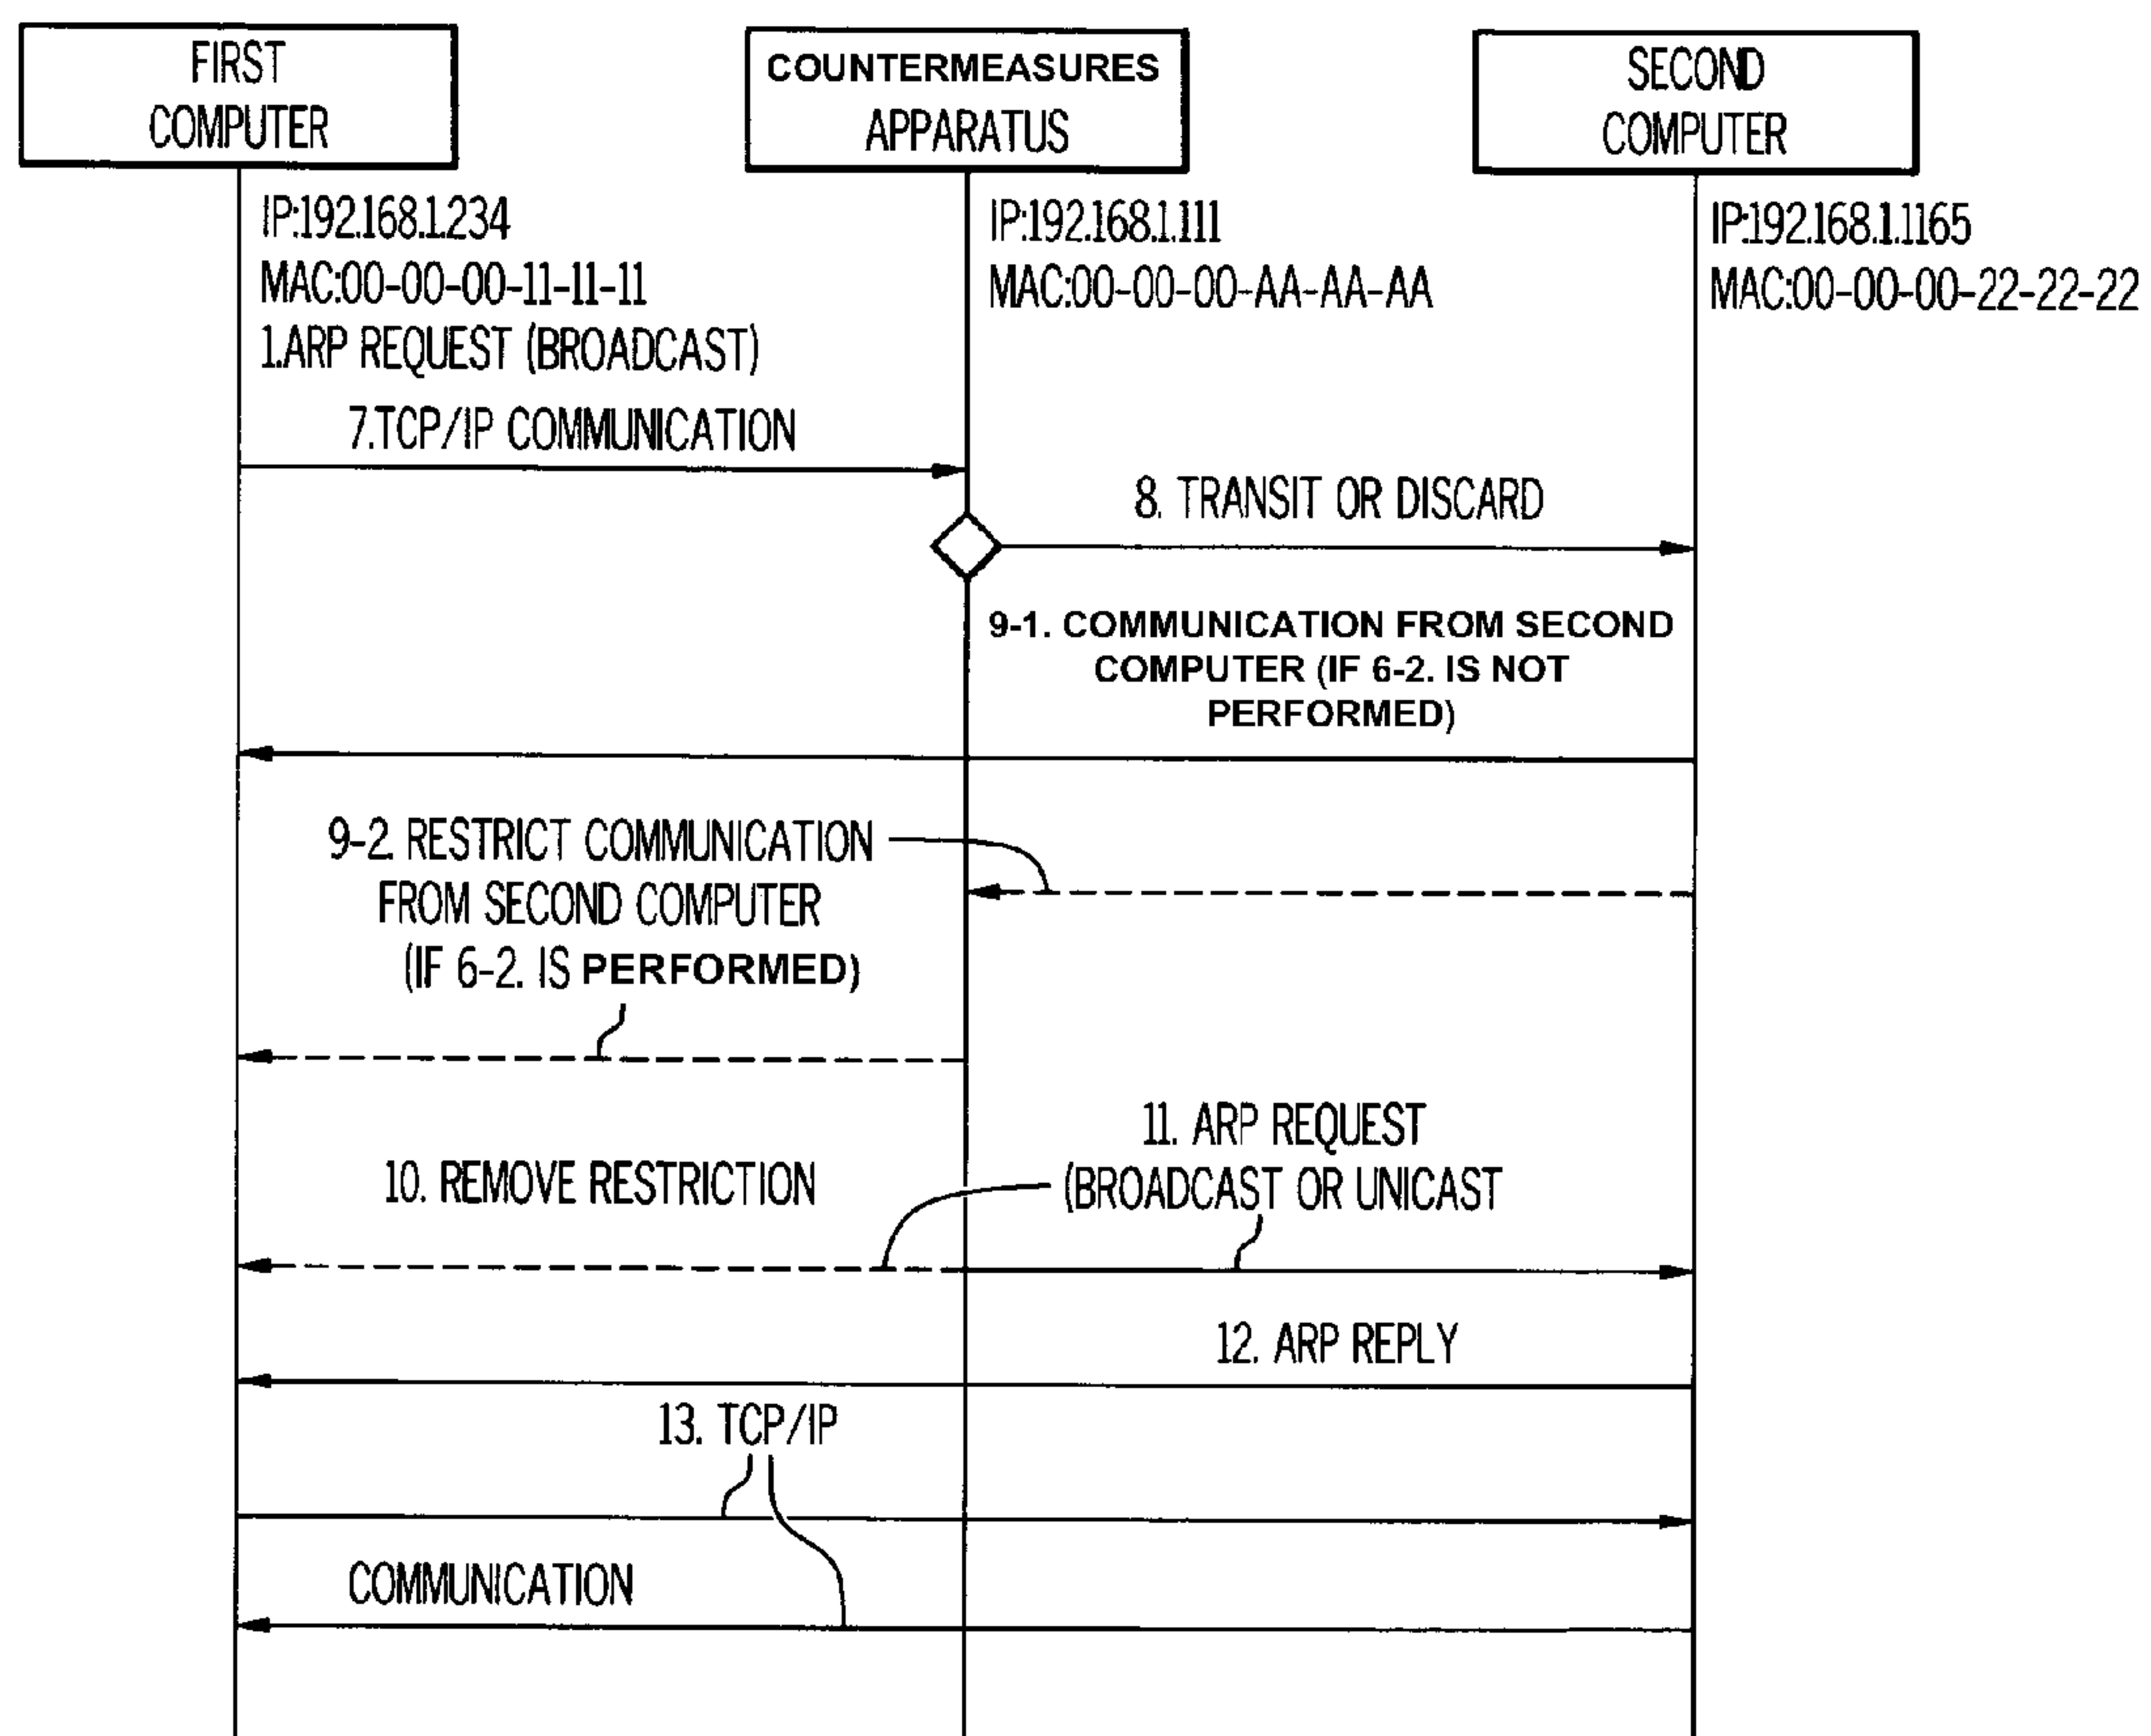 FIRST
COMPUTER
COUNTERMEASURES
APPARATUS
SECOND
COMPUTER
IP:192.168.1.234
MAC:00-00-00-11-11-11
1.ARP REQUEST (BROADCAST)
IP:192.168.1.111
MAC:00-00-00-AA-AA-AA
IP:192.168.1.1165
MAC:00-00-00-22-22-22
7.TCP/IP COMMUNICATION
8. TRANSIT OR DISCARD
9-1. COMMUNICATION FROM SECOND
COMPUTER (IF 6-2. IS NOT
PERFORMED)
9-2. RESTRICT COMMUNICATION
FROM SECOND COMPUTER
(IF 6-2. IS PERFORMED)
10. REMOVE RESTRICTION
11. ARP REQUEST
(BROADCAST OR UNICAST
12. ARP REPLY
13. TCP/IP
COMMUNICATION